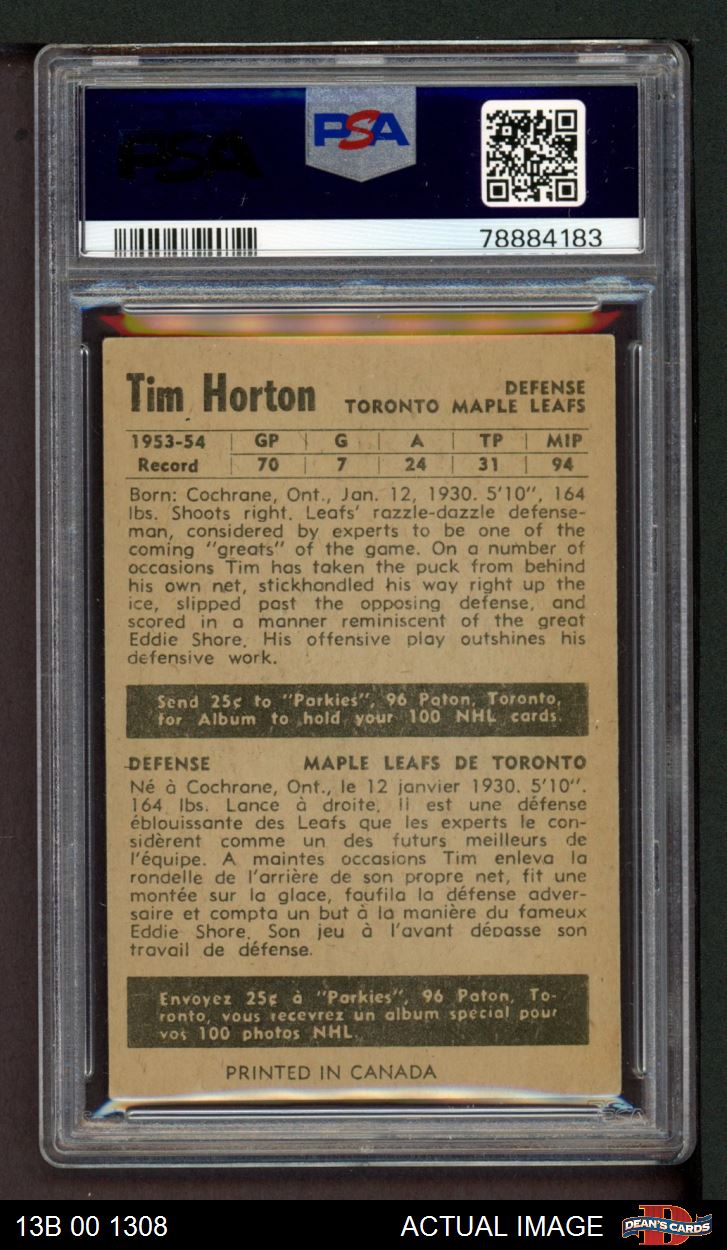 PSA
PSA
78884183
Tim Horton
DEFENSE
TORONTO MAPLE LEAFS
1953-54 GP G A TP MIP
Record 70 7 24 31 94
Born: Cochrane, Ont., Jan. 12, 1930. 5'10", 164
lbs. Shoots right. Leafs' razzle-dazzle defense-
man, considered by experts to be one of the
coming "greats" of the game. On a number of
occasions Tim has taken the puck from behind
his own net, stickhandled his way right up the
ice, slipped past the opposing defense, and
scored in a manner reminiscent of the great
Eddie Shore. His offensive play outshines his
defensive work.
Send 25¢ to "Parkies", 96 Paton, Toronto,
for Album to hold your 100 NHL cards.
DEFENSE MAPLE LEAFS DE TORONTO
Né à Cochrane, Ont., le 12 janvier 1930. 5'10".
164 lbs. Lance à droite. Il est une défense
éblouissante des Leafs que les experts le con-
sidèrent comme un des futurs meilleurs de
l'équipe. A maintes occasions Tim enleva la
rondelle de l'arrière de son propre net, fit une
montée sur la glace, faufila la défense adver-
saire et compta un but à la manière du fameux
Eddie Shore. Son jeu à l'avant dépasse son
travail de défense.
Envoyez 25¢ à "Parkies", 96 Paton, To-
ronto, vous recevrez un album spécial pour
vos 100 photos NHL.
PRINTED IN CANADA
PSA
13B 00 1308 ACTUAL IMAGE DEAN'S CARDS